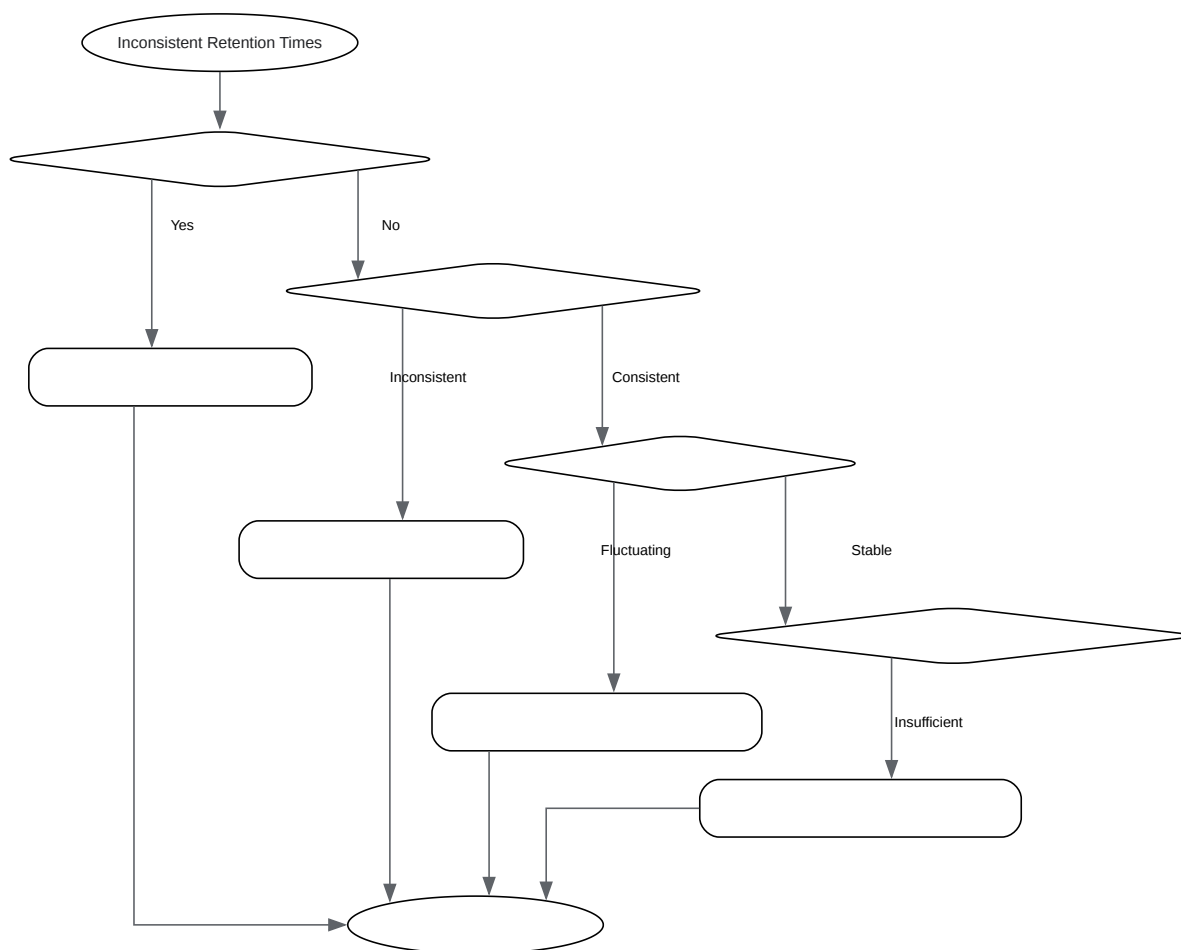 Inconsistent Retention Times
Yes
No
Inconsistent
Consistent
Fluctuating
Stable
Insufficient